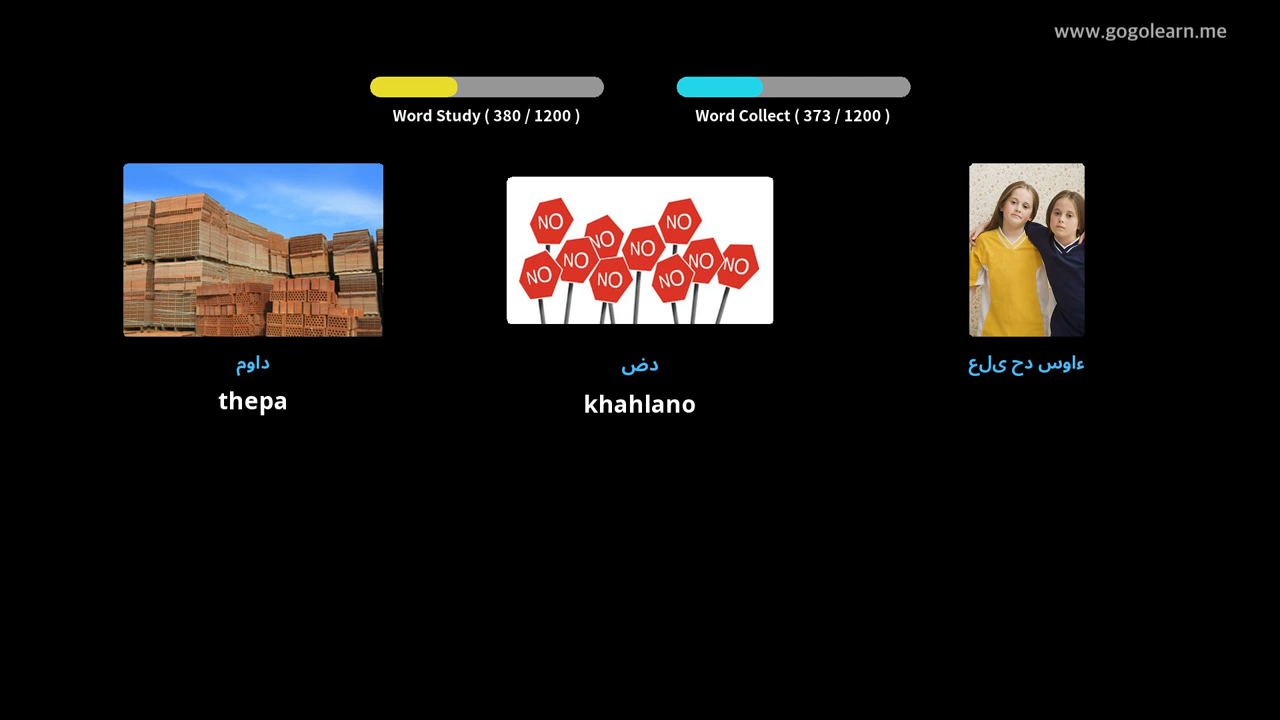 www.gogolearn.me
Word Study ( 380 / 1200 )
Word Collect ( 373 / 1200 )
داوم
دض
ءاوس دح ىلع
thepa
khahlano
NO
NO
NO
NO
NO
NO
NO
NO
NO
NO